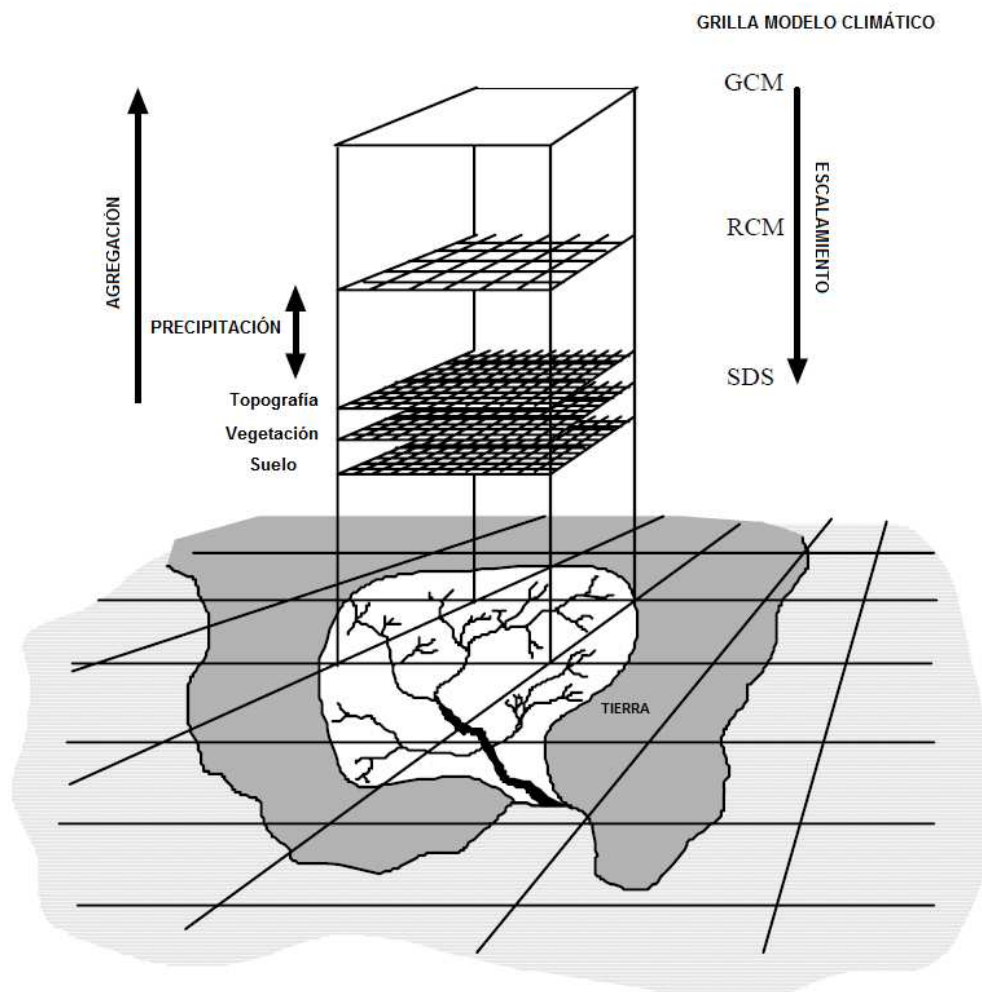 GRILLA MODELO CLIMÁTICO
GCM
AGREGACIÓN
ESCALAMIENTO
RCM
PRECIPITACIÓN
SDS
Topografía
Vegetación
Suelo
TIERRA